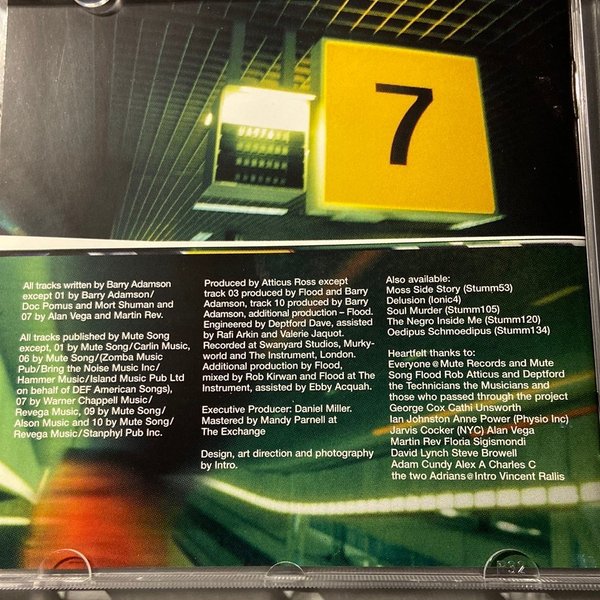 7
All tracks written by Barry Adamson
except 01 by Barry Adamson/
Doc Pomus and Mort Shuman and
07 by Alan Vega and Martin Rev.
All tracks published by Mute Song
except, 01 by Mute Song/Carlin Music,
06 by Mute Song/(Zomba Music
Pub/Bring the Noise Music Inc/
Hammer Music/Island Music Pub Ltd
on behalf of DEF American Songs),
07 by Warner Chappell Music/
Revega Music, 09 by Mute Song/
Alson Music and 10 by Mute Song/
Revega Music/Stanphyl Pub Inc.
Produced by Atticus Ross except
track 03 produced by Flood and Barry
Adamson, track 10 produced by Barry
Adamson, additional production – Flood.
Engineered by Deptford Dave, assisted
by Rafi Arkin and Valerie Jaquot.
Recorded at Swanyard Studios, Murky-
world and The Instrument, London.
Additional production by Flood,
mixed by Rob Kirwan and Flood at The
Instrument, assisted by Ebby Acquah.
Executive Producer: Daniel Miller.
Mastered by Mandy Parnell at
The Exchange
Design, art direction and photography
by Intro.
Also available:
Moss Side Story (Stumm53)
Delusion (Ionic4)
Soul Murder (Stumm105)
The Negro Inside Me (Stumm120)
Oedipus Schmoedipus (Stumm134)
Heartfelt thanks to:
Everyone@Mute Records and Mute
Song Flood Rob Atticus and Deptford
the Technicians the Musicians and
those who passed through the project
George Cox Cathi Unsworth
Ian Johnston Anne Power (Physio Inc)
Jarvis Cocker (NYC) Alan Vega
Martin Rev Floria Sigismondi
David Lynch Steve Browell
Adam Cundy Alex A Charles C
the two Adrians@Intro Vincent Rallis